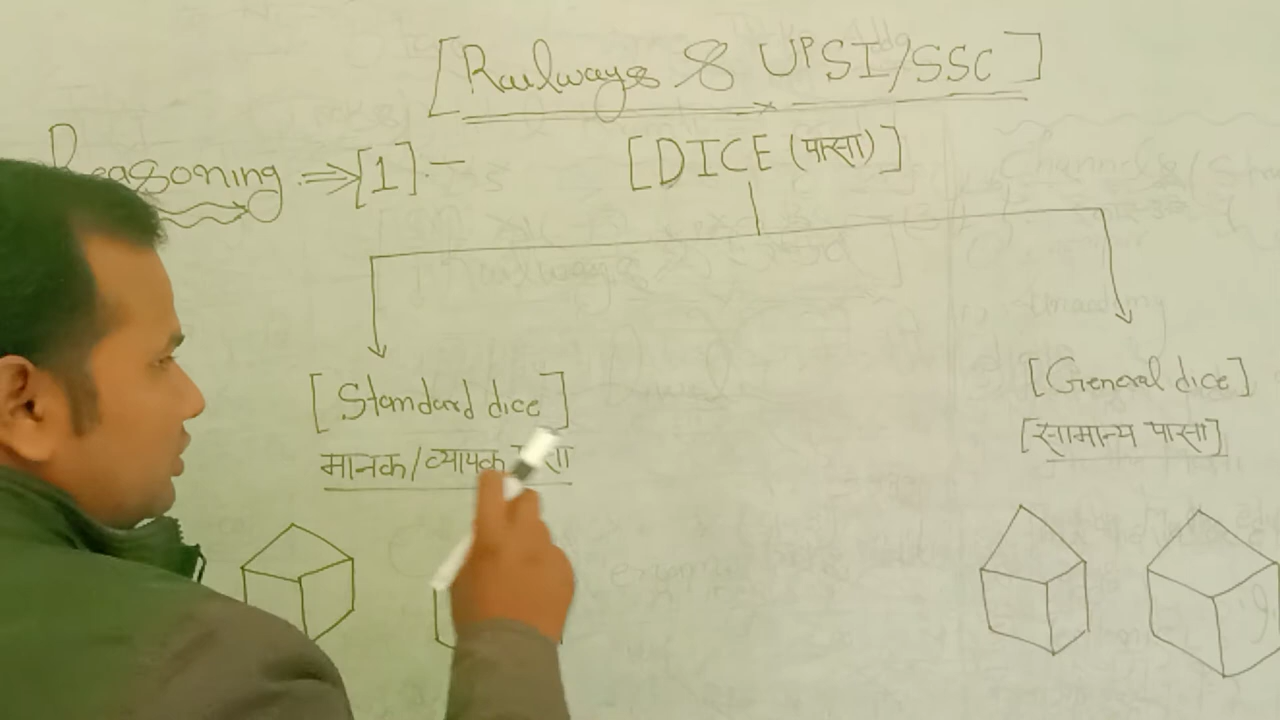 [Railways & UPSI/SSC]
Reasoning ⇒ [1] -
[DICE (पासा)]
[Standard dice]
मानक/व्यापक
[General dice]
[सामान्य पासा]